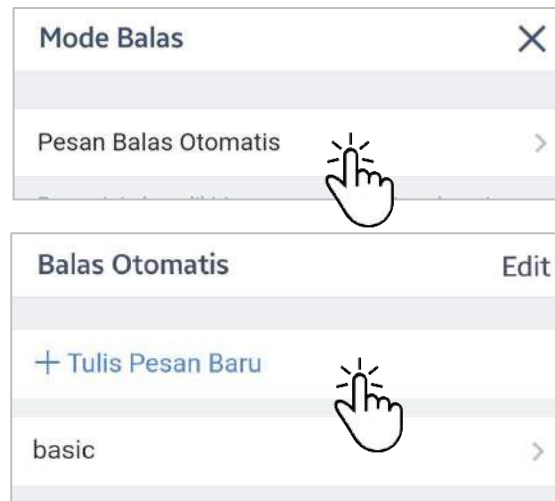 Mode Balas
Pesan Balas Otomatis
Balas Otomatis Edit
+ Tulis Pesan Baru
basic